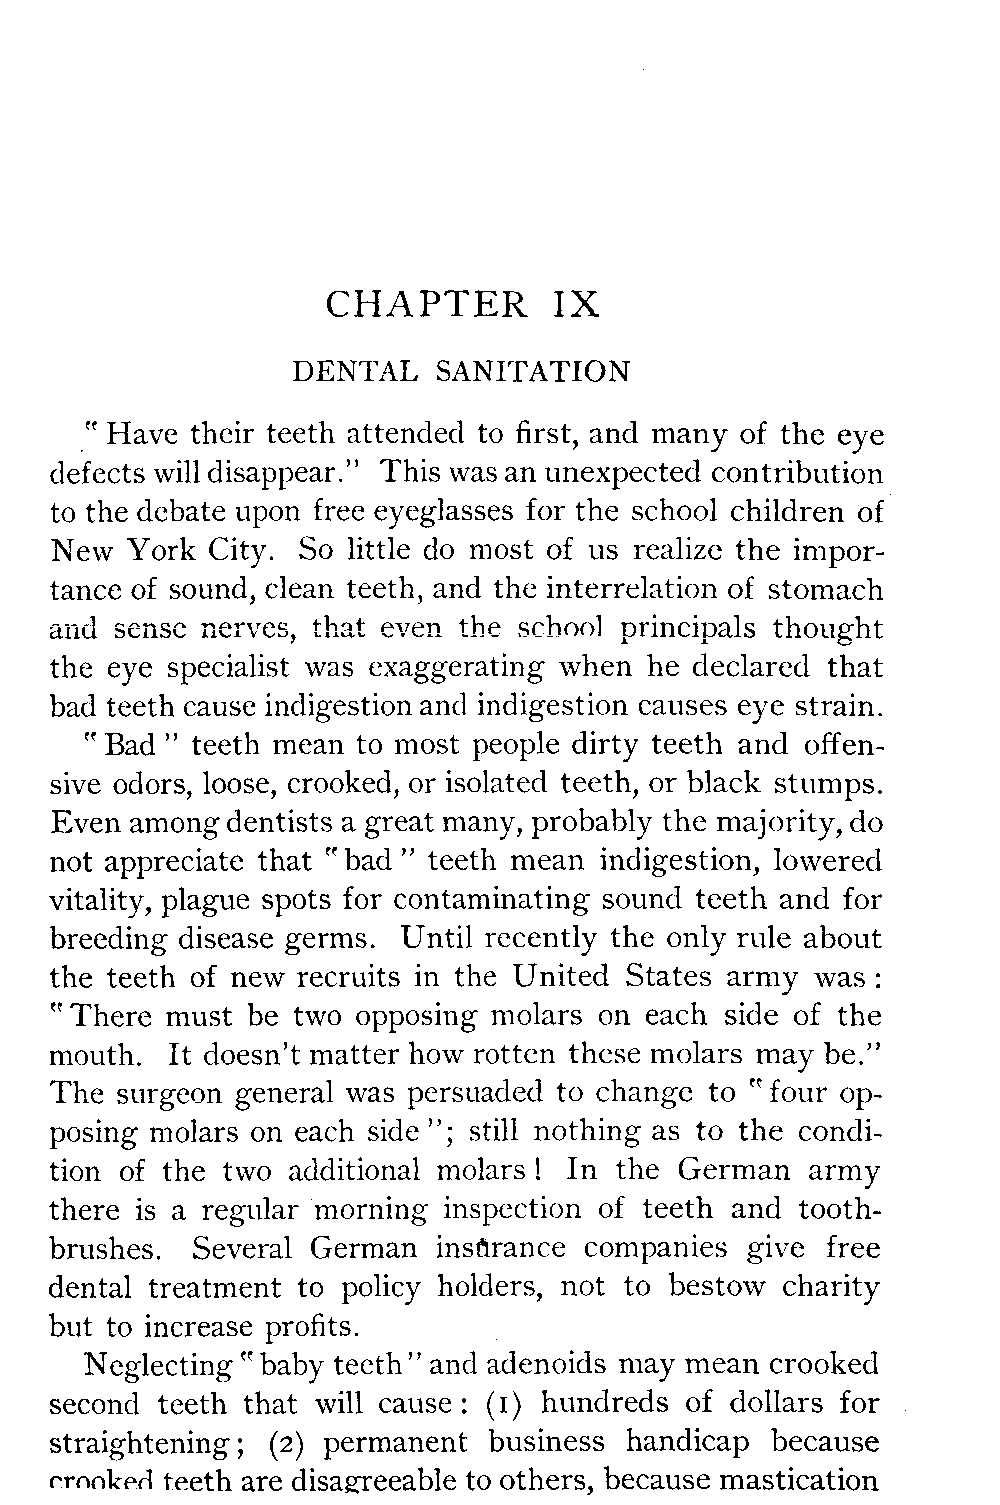 CHAPTER IX
DENTAL SANITATION
"Have their teeth attended to first, and many of the eye
defects will disappear." This was an unexpected contribution
to the debate upon free eyeglasses for the school children of
New York City. So little do most of us realize the impor-
tance of sound, clean teeth, and the interrelation of stomach
and sense nerves, that even the school principals thought
the eye specialist was exaggerating when he declared that
bad teeth cause indigestion and indigestion causes eye strain.
"Bad" teeth mean to most people dirty teeth and offen-
sive odors, loose, crooked, or isolated teeth, or black stumps.
Even among dentists a great many, probably the majority, do
not appreciate that "bad" teeth mean indigestion, lowered
vitality, plague spots for contaminating sound teeth and for
breeding disease germs. Until recently the only rule about
the teeth of new recruits in the United States army was:
"There must be two opposing molars on each side of the
mouth. It doesn't matter how rotten these molars may be."
The surgeon general was persuaded to change to "four op-
posing molars on each side"; still nothing as to the condi-
tion of the two additional molars! In the German army
there is a regular morning inspection of teeth and tooth-
brushes. Several German insurance companies give free
dental treatment to policy holders, not to bestow charity
but to increase profits.
Neglecting "baby teeth" and adenoids may mean crooked
second teeth that will cause: (1) hundreds of dollars for
straightening; (2) permanent business handicap because
crooked teeth are disagreeable to others, because mastication